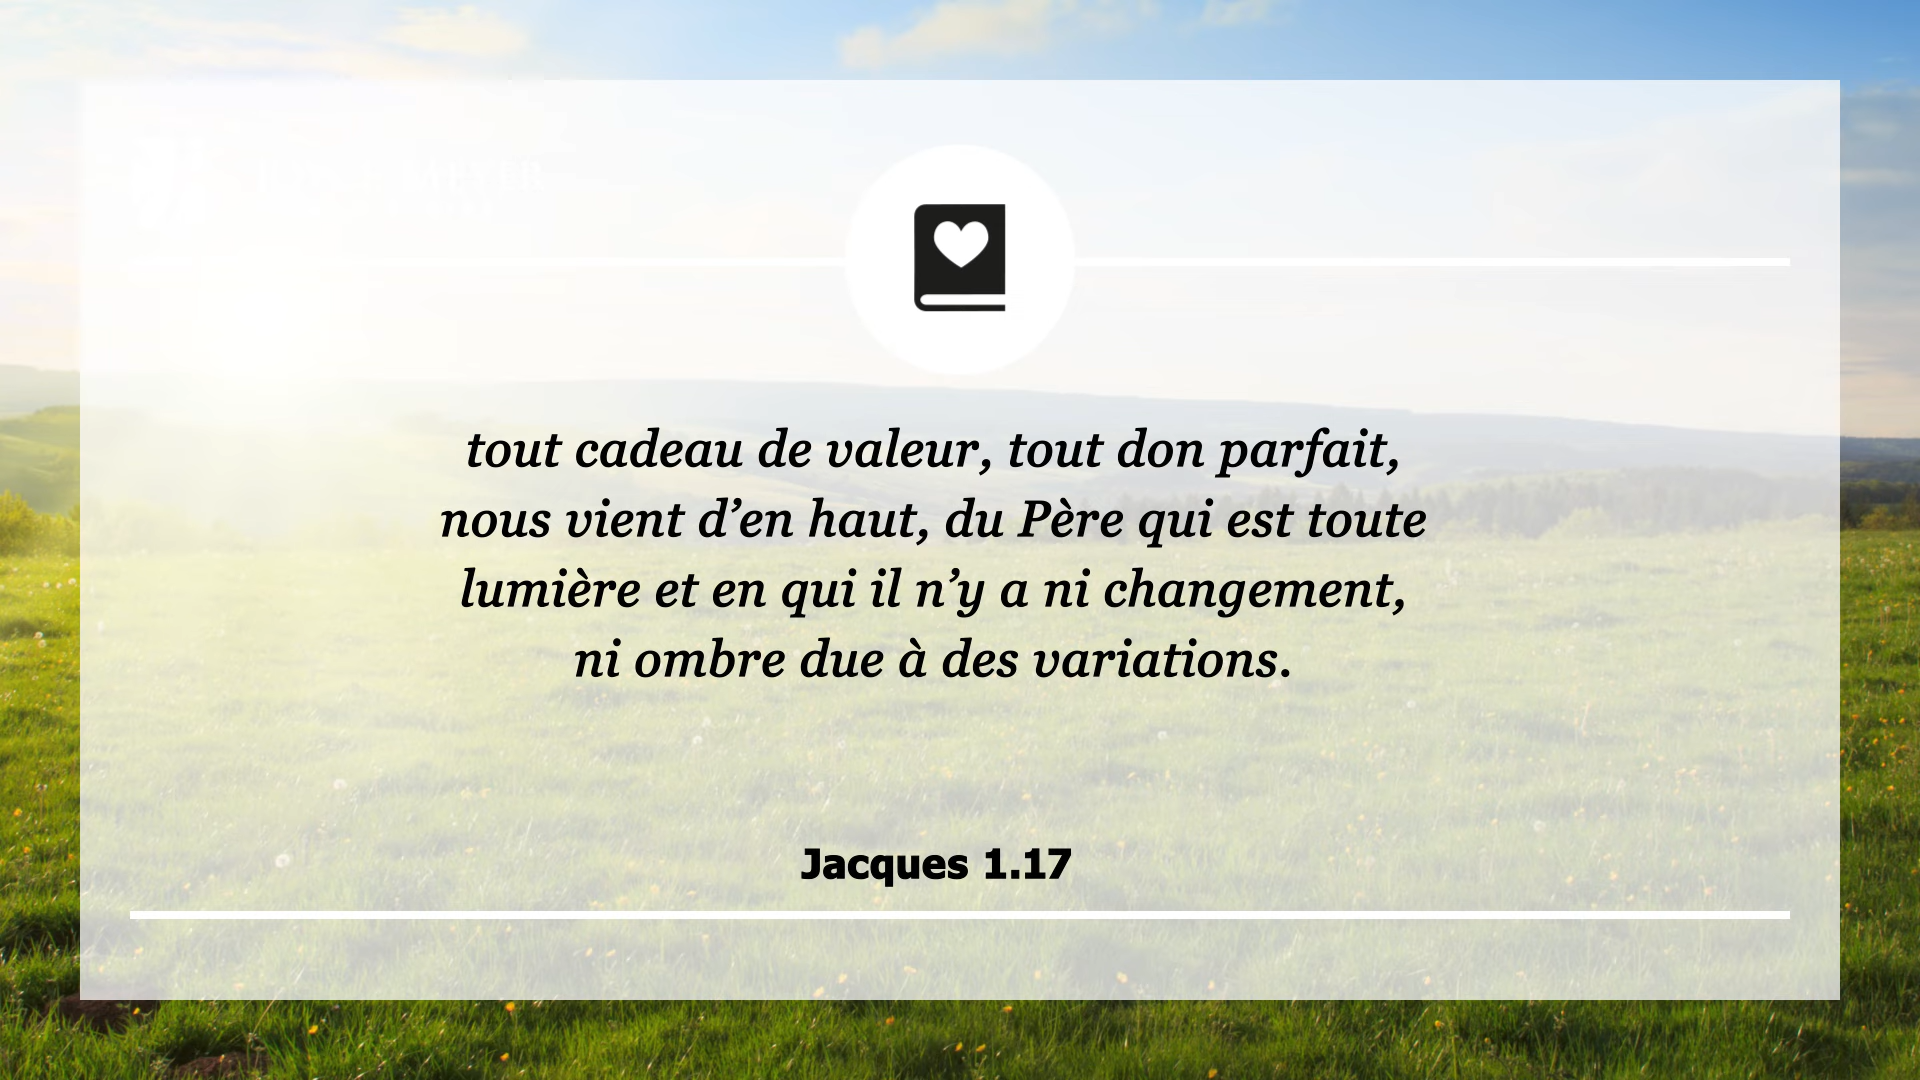 tout cadeau de valeur, tout don parfait,
nous vient d’en haut, du Père qui est toute
lumière et en qui il n’y a ni changement,
ni ombre due à des variations.
Jacques 1.17